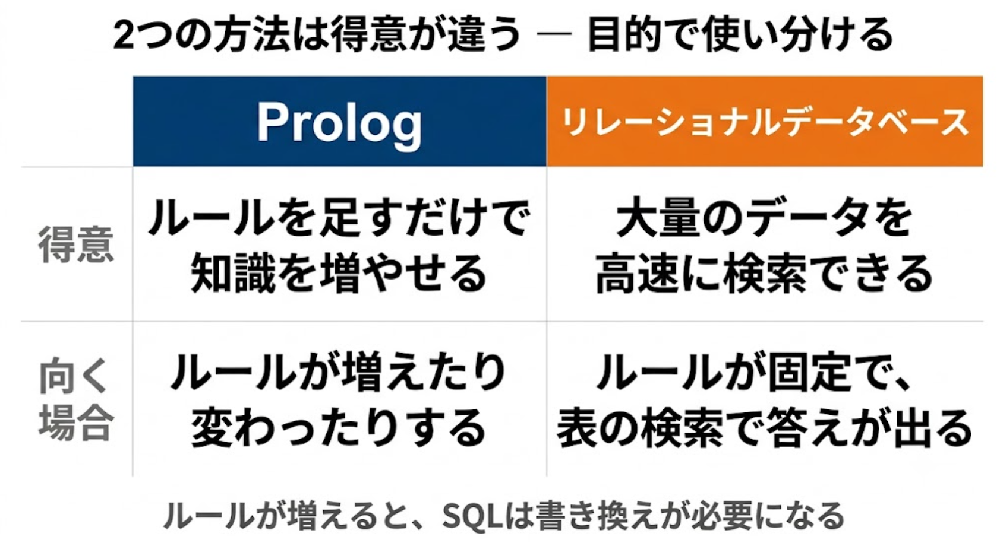 2つの方法は得意が違う — 目的で使い分ける
Prolog
リレーショナルデータベース
得意
ルールを足すだけで
知識を増やせる
大量のデータを
高速に検索できる
向く
場合
ルールが増えたり
変わったりする
ルールが固定で、
表の検索で答えが出る
ルールが増えると、SQLは書き換えが必要になる